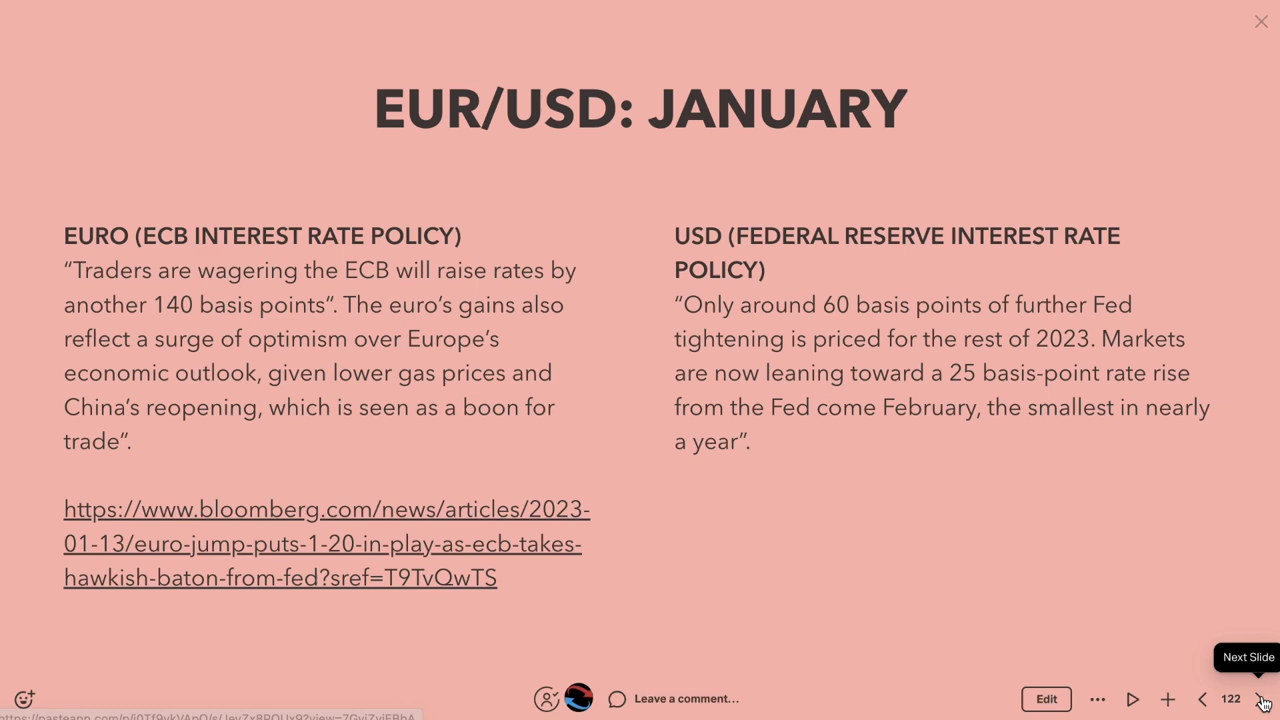 EUR/USD: JANUARY
EURO (ECB INTEREST RATE POLICY)
“Traders are wagering the ECB will raise rates by
another 140 basis points“. The euro’s gains also
reflect a surge of optimism over Europe’s
economic outlook, given lower gas prices and
China’s reopening, which is seen as a boon for
trade”.
https://www.bloomberg.com/news/articles/2023-
01-13/euro-jump-puts-1-20-in-play-as-ecb-takes-
hawkish-baton-from-fed?sref=T9TvQwTS
USD (FEDERAL RESERVE INTEREST RATE
POLICY)
“Only around 60 basis points of further Fed
tightening is priced for the rest of 2023. Markets
are now leaning toward a 25 basis-point rate rise
from the Fed come February, the smallest in nearly
a year”.
Next Slide
Leave a comment...
Edit
122